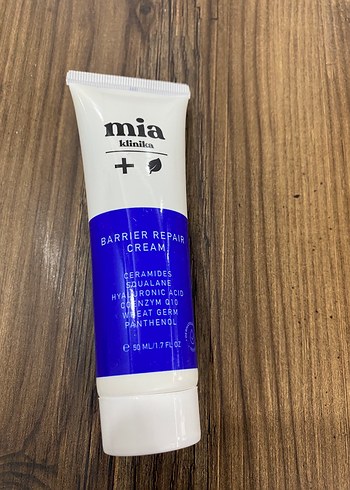 mia
klinika
BARRIER REPAIR
CREAM
CERAMIDES
SQUALANE
HYALURONIC ACID
COENZYM Q10
WHEAT GERM
PANTHENOL
℮ 50 ML/1.7 FL OZ